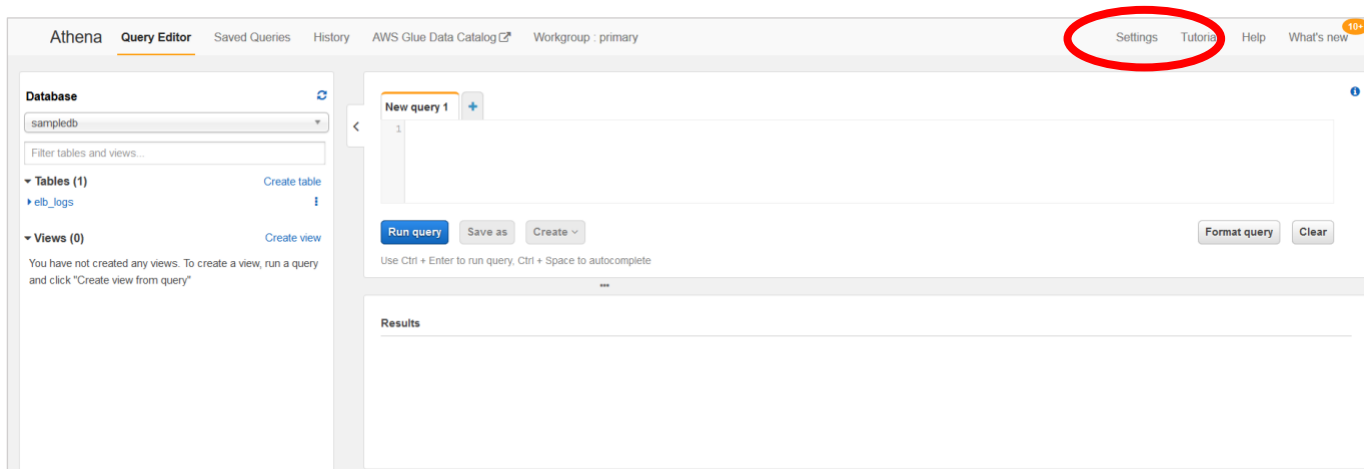 Athena Query Editor Saved Queries History AWS Glue Data Catalog Workgroup : primary Settings Tutorial Help What's new 10+
Database
sampledb
Filter tables and views...
Tables (1) Create table
elb_logs
Views (0) Create view
You have not created any views. To create a view, run a query
and click "Create view from query"
New query 1
1
Run query Save as Create Format query Clear
Use Ctrl + Enter to run query, Ctrl + Space to autocomplete
Results